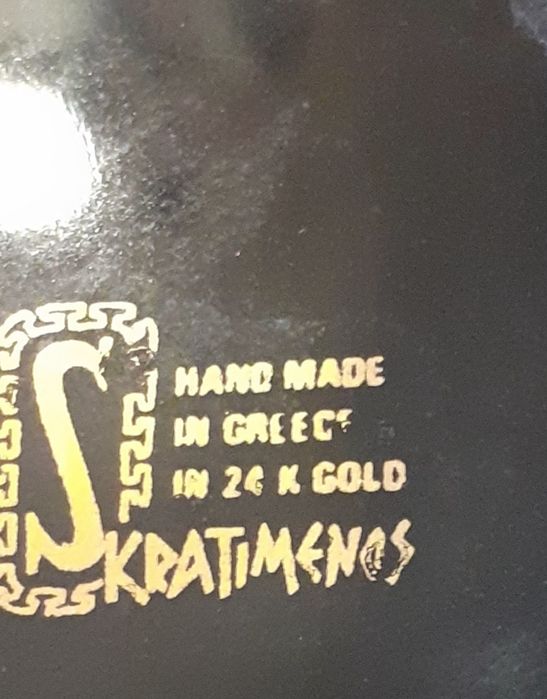 HAND MADE
IN GREECE
IN 24 K GOLD
SKRATIMENOS